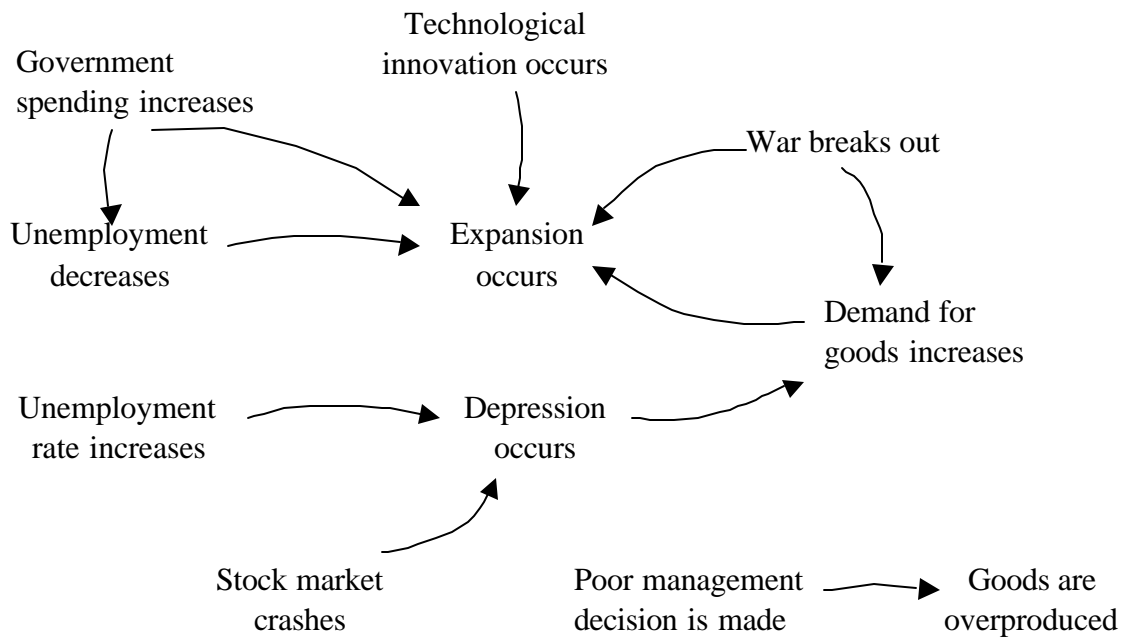 Technological
innovation occurs
Government
spending increases
War breaks out
Unemployment
decreases
Expansion
occurs
Demand for
goods increases
Unemployment
rate increases
Depression
occurs
Stock market
crashes
Poor management
decision is made
Goods are
overproduced